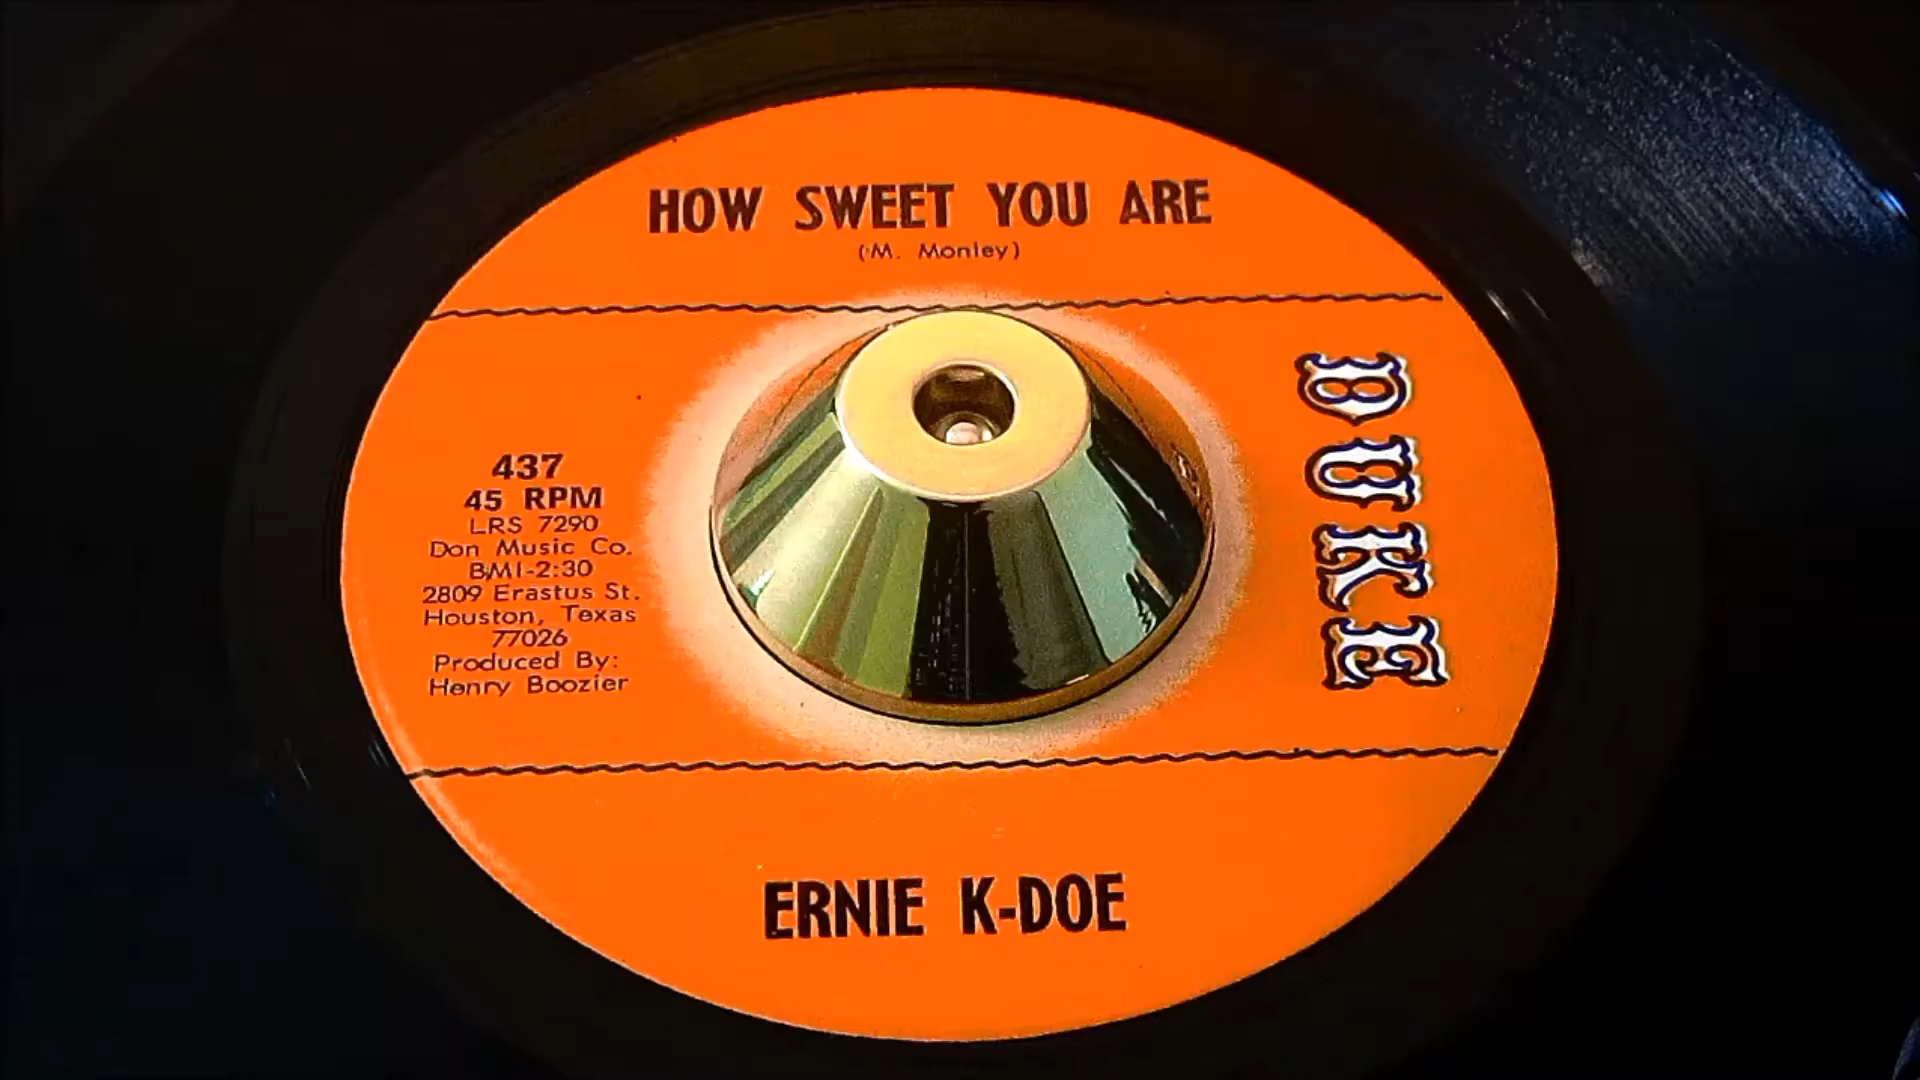 HOW SWEET YOU ARE
(M. Monley)
437
45 RPM
LRS 7290
Don Music Co.
BMI-2:30
2809 Erastus St.
Houston, Texas
77026
Produced By:
Henry Boozier
DUKE
ERNIE K-DOE